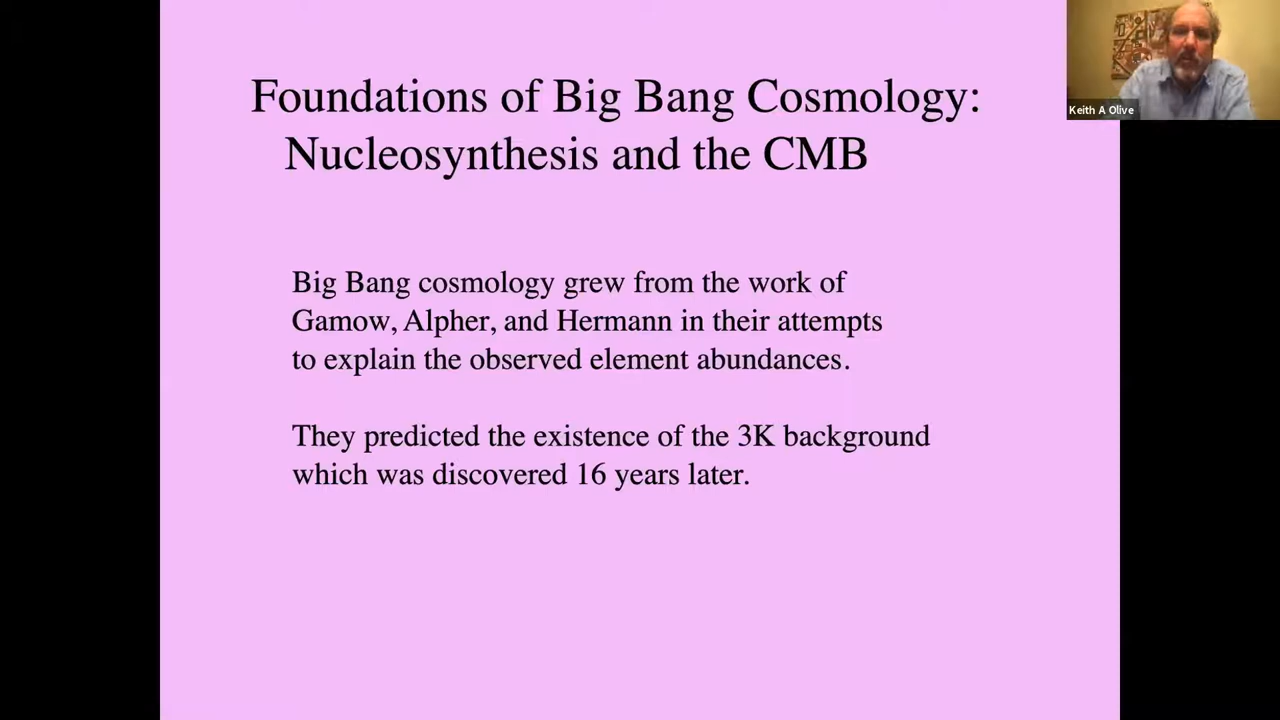 Foundations of Big Bang Cosmology:
Nucleosynthesis and the CMB
Big Bang cosmology grew from the work of
Gamow, Alpher, and Hermann in their attempts
to explain the observed element abundances.
They predicted the existence of the 3K background
which was discovered 16 years later.
Keith A Olive